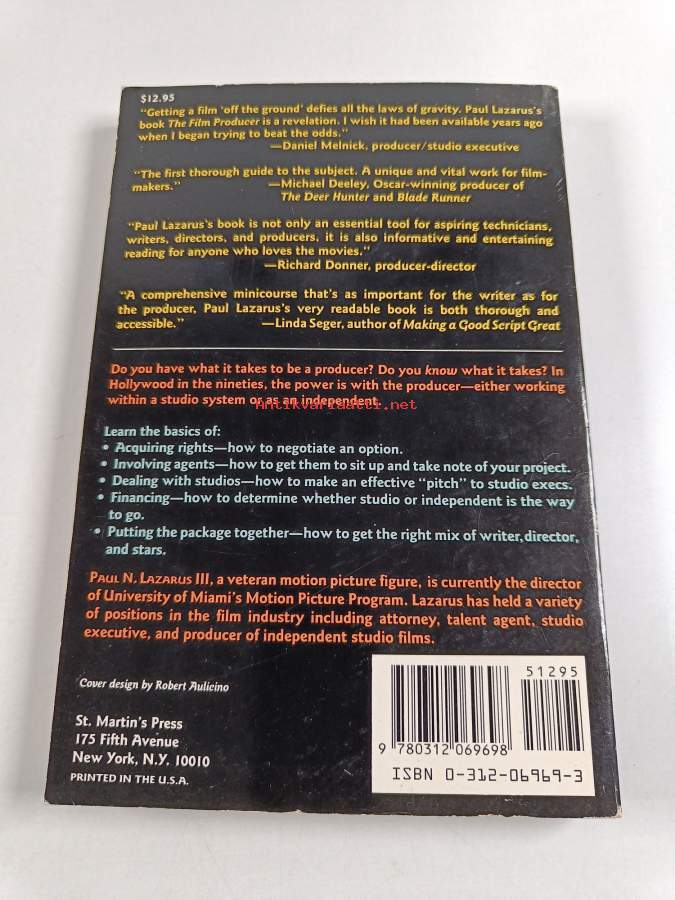 $12.95
"Getting a film 'off the ground' defies all the laws of gravity. Paul Lazarus's
book The Film Producer is a revelation. I wish it had been available years ago
when I began trying to beat the odds."
—Daniel Melnick, producer/studio executive
"The first thorough guide to the subject. A unique and vital work for film-
makers." —Michael Deeley, Oscar-winning producer of
The Deer Hunter and Blade Runner
"Paul Lazarus's book is not only an essential tool for aspiring technicians,
writers, directors, and producers, it is also informative and entertaining
reading for anyone who loves the movies."
—Richard Donner, producer-director
"A comprehensive minicourse that's as important for the writer as for
the producer, Paul Lazarus's very readable book is both thorough and
accessible." —Linda Seger, author of Making a Good Script Great
Do you have what it takes to be a producer? Do you know what it takes? In
Hollywood in the nineties, the power is with the producer—either working
within a studio system or as an independent.
antikvariaatti.net
Learn the basics of:
• Acquiring rights—how to negotiate an option.
• Involving agents—how to get them to sit up and take note of your project.
• Dealing with studios—how to make an effective "pitch" to studio execs.
• Financing—how to determine whether studio or independent is the way
to go.
• Putting the package together—how to get the right mix of writer, director,
and stars.
PAUL N. LAZARUS III, a veteran motion picture figure, is currently the director
of University of Miami's Motion Picture Program. Lazarus has held a variety
of positions in the film industry including attorney, talent agent, studio
executive, and producer of independent studio films.
Cover design by Robert Aulicino
St. Martin's Press
175 Fifth Avenue
New York, N.Y. 10010
PRINTED IN THE U.S.A.
51295
9 780312 069698
ISBN 0-312-06969-3